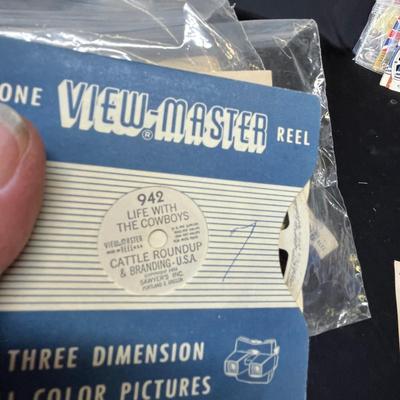 ONE VIEW-MASTER® REEL
942
LIFE WITH
THE COWBOYS
VIEW-MASTER
CATTLE ROUNDUP
& BRANDING-U.S.A.
SAWYER'S INC.
PORTLAND 5, OREGON
7
THREE DIMENSION
COLOR PICTURES